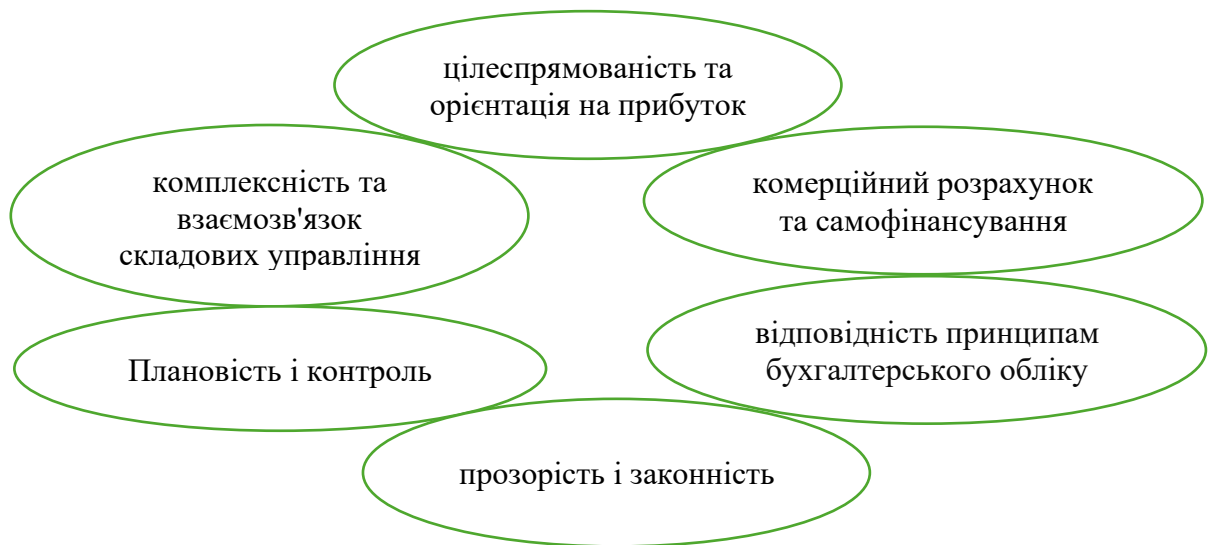 цілеспрямованість та
орієнтація на прибуток
комплексність та
взаємозв'язок
складових управління
комерційний розрахунок
та самофінансування
Плановість і контроль
відповідність принципам
бухгалтерського обліку
прозорість і законність